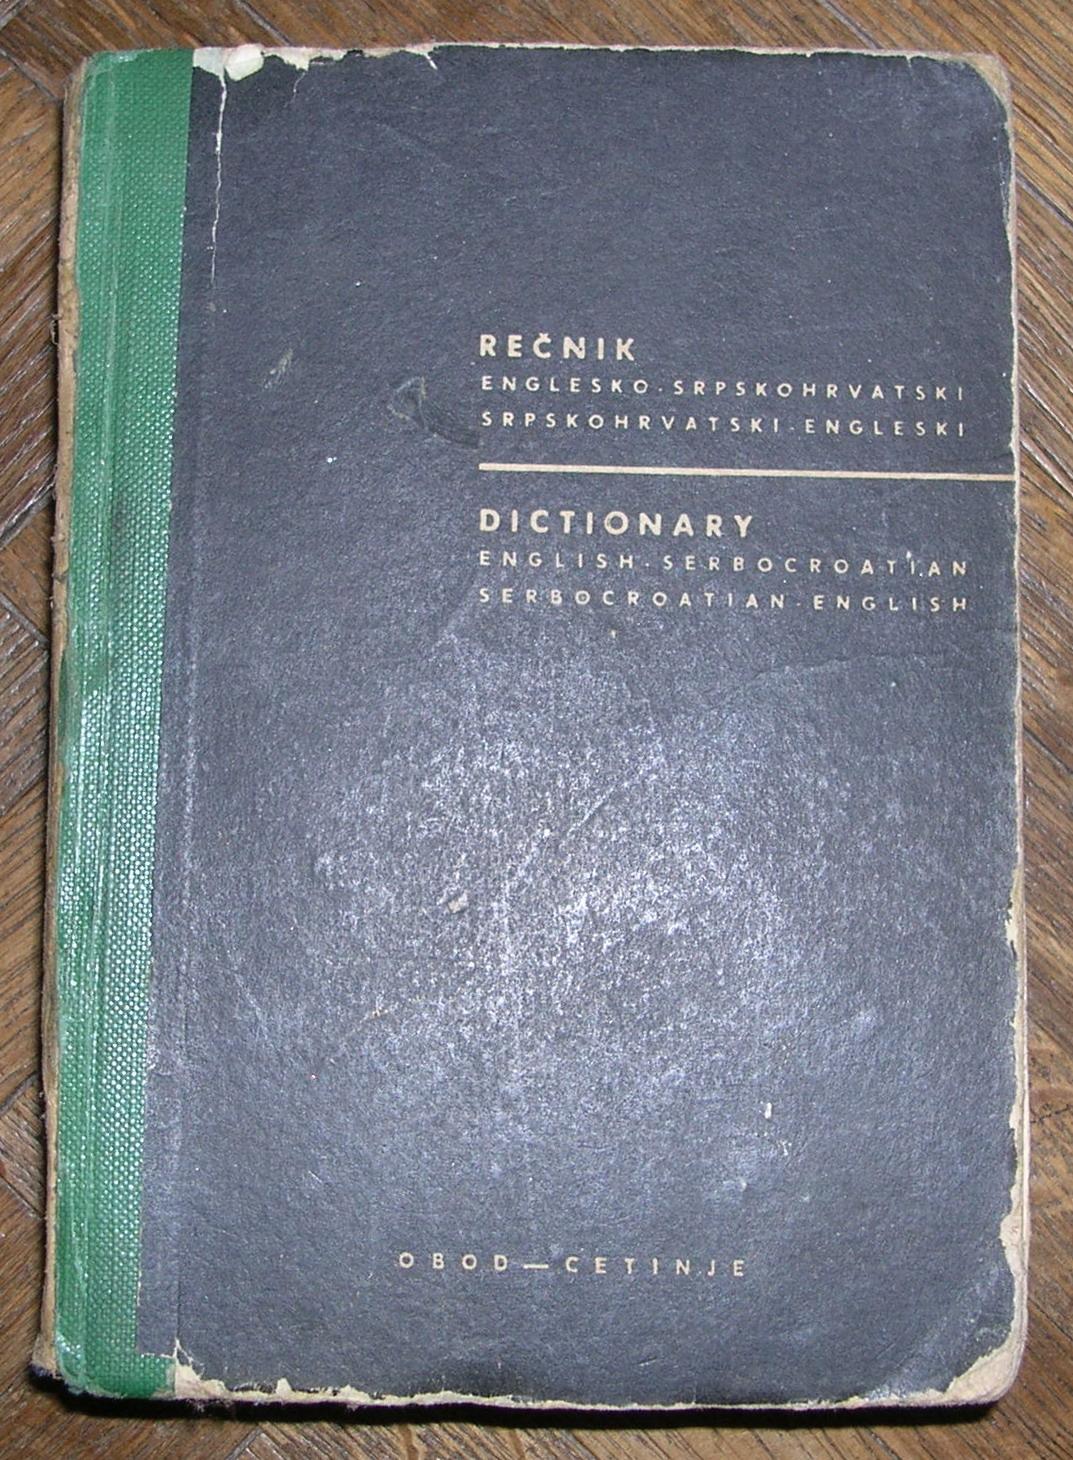 REČNIK
ENGLESKO-SRPSKOHRVATSKI
SRPSKOHRVATSKI-ENGLESKI
DICTIONARY
ENGLISH-SERBOCROATIAN
SERBOCROATIAN-ENGLISH
OBOD—CETINJE